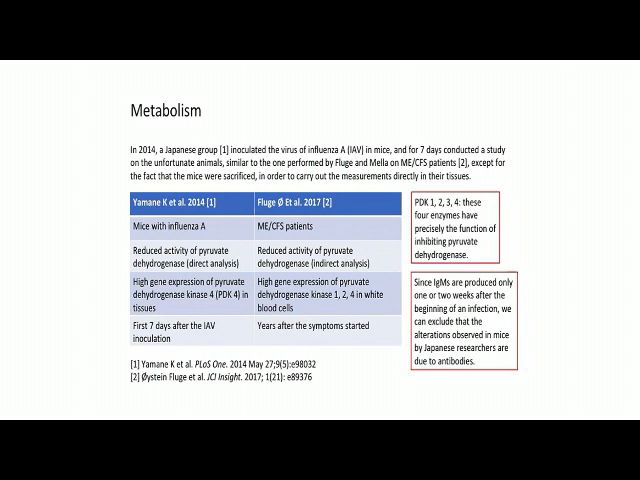 Metabolism
In 2014, a Japanese group [1] inoculated the virus of influenza A (IAV) in mice, and for 7 days conducted a study
on the unfortunate animals, similar to the one performed by Fluge and Mella on ME/CFS patients [2], except for
the fact that the mice were sacrificed, in order to carry out the measurements directly in their tissues.
Yamane K et al. 2014 [1]
Fluge Ø Et al. 2017 [2]
Mice with influenza A
ME/CFS patients
Reduced activity of pyruvate
dehydrogenase (direct analysis)
Reduced activity of pyruvate
dehydrogenase (indirect analysis)
High gene expression of pyruvate
dehydrogenase kinase 4 (PDK 4) in
tissues
High gene expression of pyruvate
dehydrogenase kinase 1, 2, 4 in white
blood cells
First 7 days after the IAV
inoculation
Years after the symptoms started
PDK 1, 2, 3, 4: these
four enzymes have
precisely the function of
inhibiting pyruvate
dehydrogenase.
Since IgMs are produced only
one or two weeks after the
beginning of an infection, we
can exclude that the
alterations observed in mice
by Japanese researchers are
due to antibodies.
[1] Yamane K et al. PLoS One. 2014 May 27;9(5):e98032
[2] Øystein Fluge et al. JCI Insight. 2017; 1(21): e89376